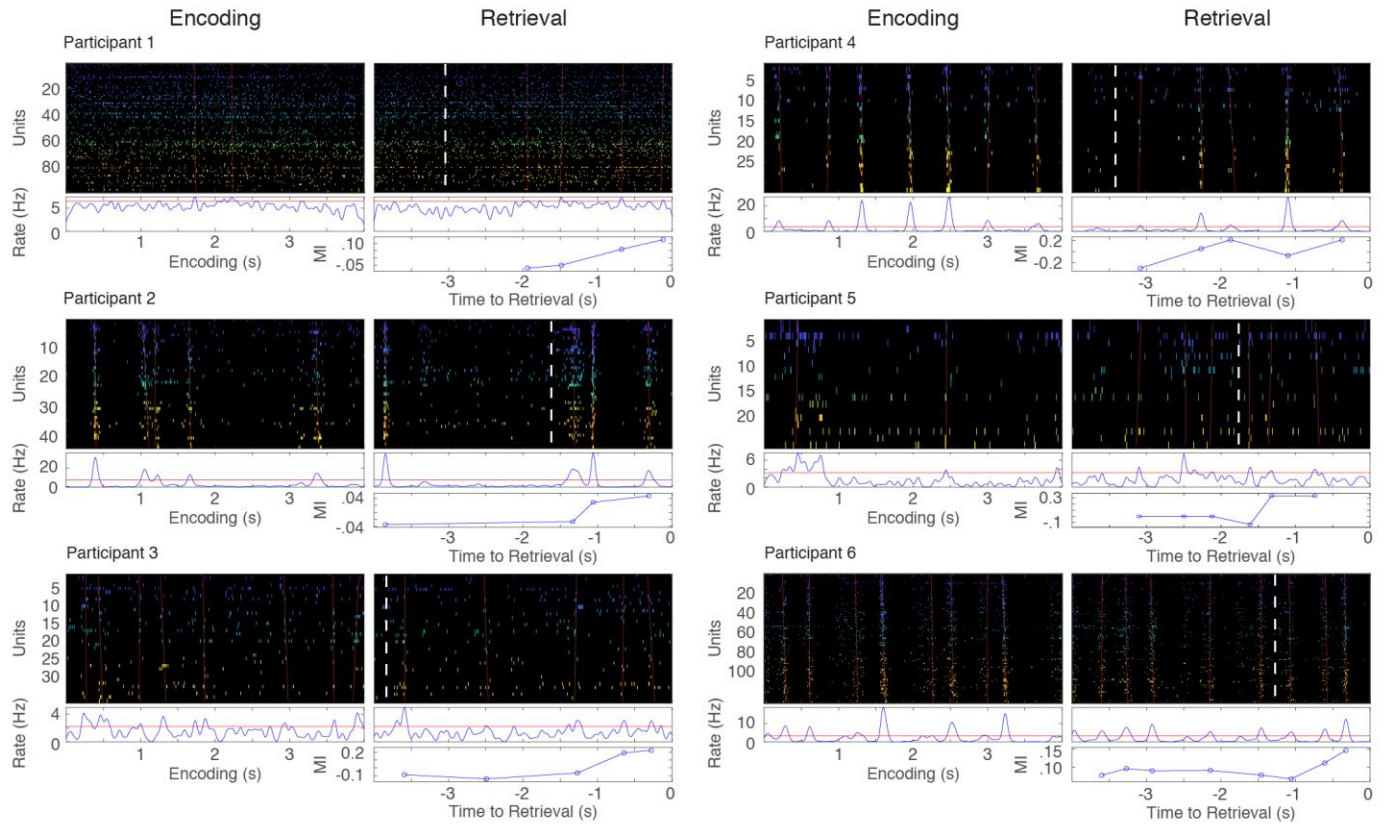 Encoding
Retrieval
Encoding
Retrieval
Participant 1
Units
20
40
60
80
Rate (Hz)
5
0
1
2
3
Encoding (s)
MI
.10
-.05
-3
-2
-1
0
Time to Retrieval (s)
Participant 4
Units
5
10
15
20
25
Rate (Hz)
20
0
1
2
3
Encoding (s)
MI
0.2
-0.2
-3
-2
-1
0
Time to Retrieval (s)
Participant 2
Units
10
20
30
40
Rate (Hz)
20
0
1
2
3
Encoding (s)
MI
.04
-.04
-3
-2
-1
0
Time to Retrieval (s)
Participant 5
Units
5
10
15
20
Rate (Hz)
6
0
1
2
3
Encoding (s)
MI
0.3
-.1
-3
-2
-1
0
Time to Retrieval (s)
Participant 3
Units
5
10
15
20
25
30
Rate (Hz)
4
0
1
2
3
Encoding (s)
MI
0.2
-0.1
-3
-2
-1
0
Time to Retrieval (s)
Participant 6
Units
20
40
60
80
100
Rate (Hz)
10
0
1
2
3
Encoding (s)
MI
.15
.10
-3
-2
-1
0
Time to Retrieval (s)